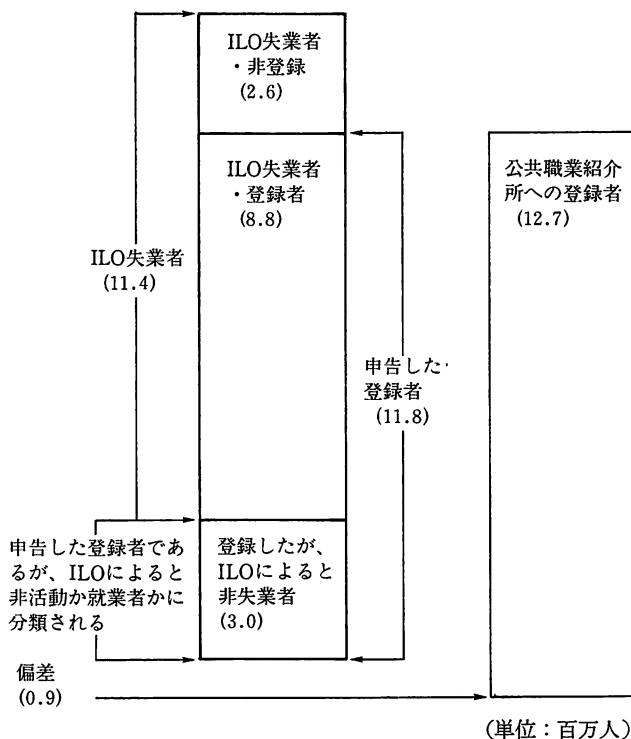 ILO失業者
・非登録
(2.6)
ILO失業者
・登録者
(8.8)
公共職業紹介
所への登録者
(12.7)
ILO失業者
(11.4)
申告した
登録者
(11.8)
申告した登録者であ
るが、ILOによると
非活動か就業者かに
分類される
登録したが、
ILOによると
非失業者
(3.0)
偏差
(0.9)
(単位：百万人)